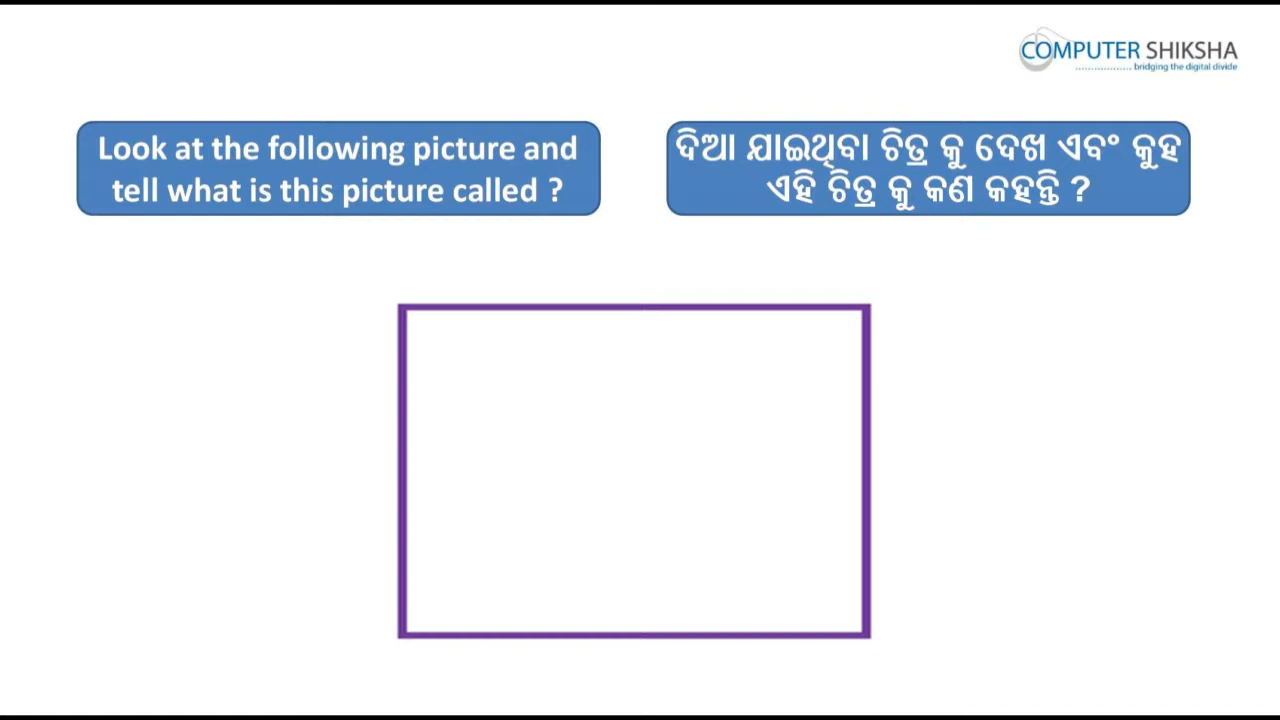 COMPUTER SHIKSHA
bridging the digital divide
Look at the following picture and
tell what is this picture called ?
ଦିଆ ଯାଇଥିବା ଚିତ୍ର କୁ ଦେଖ ଏବଂ କୁହ
ଏହି ଚିତ୍ର କୁ କଣ କହନ୍ତି ?